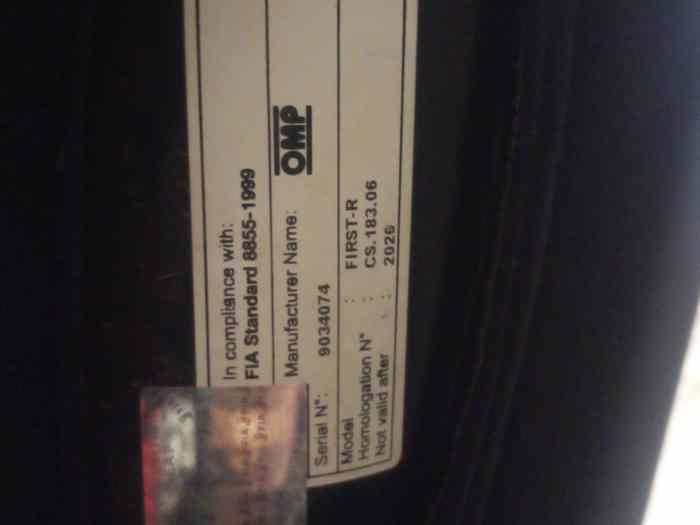 In compliance with:
FIA Standard 8855-1999
Manufacturer Name: OMP
Serial N°: 9034074
Model : FIRST-R
Homologation N° : CS.183.06
Not valid after : 2026